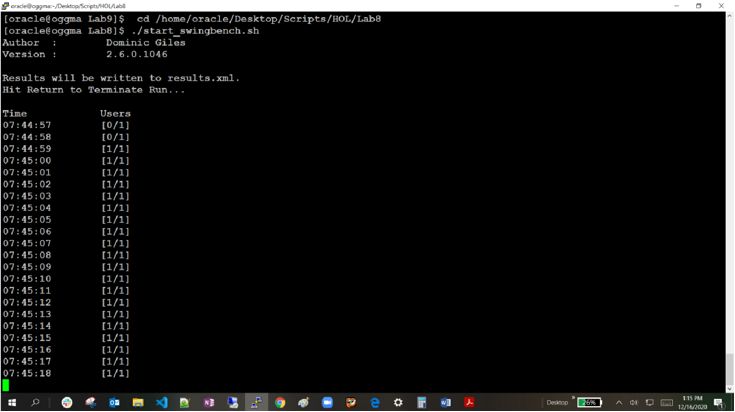 oracle@oggma:~/Desktop/Scripts/HOL/Lab8
[oracle@oggma Lab9]$  cd /home/oracle/Desktop/Scripts/HOL/Lab8
[oracle@oggma Lab8]$ ./start_swingbench.sh
Author  :        Dominic Giles
Version :        2.6.0.1046
Results will be written to results.xml.
Hit Return to Terminate Run...
Time            Users
07:44:57        [0/1]
07:44:58        [0/1]
07:44:59        [1/1]
07:45:00        [1/1]
07:45:01        [1/1]
07:45:02        [1/1]
07:45:03        [1/1]
07:45:04        [1/1]
07:45:05        [1/1]
07:45:06        [1/1]
07:45:07        [1/1]
07:45:08        [1/1]
07:45:09        [1/1]
07:45:10        [1/1]
07:45:11        [1/1]
07:45:12        [1/1]
07:45:13        [1/1]
07:45:14        [1/1]
07:45:15        [1/1]
07:45:16        [1/1]
07:45:17        [1/1]
07:45:18        [1/1]
Desktop
26%
1:15 PM
12/16/2020